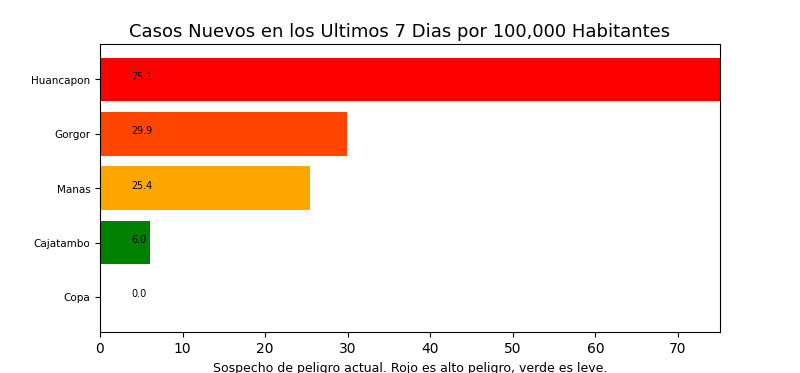 Casos Nuevos en los Ultimos 7 Dias por 100,000 Habitantes
Huancapon 75.1
Gorgor 29.9
Manas 25.4
Cajatambo 6.0
Copa 0.0
0 10 20 30 40 50 60 70
Sospecho de peligro actual. Rojo es alto peligro, verde es leve.